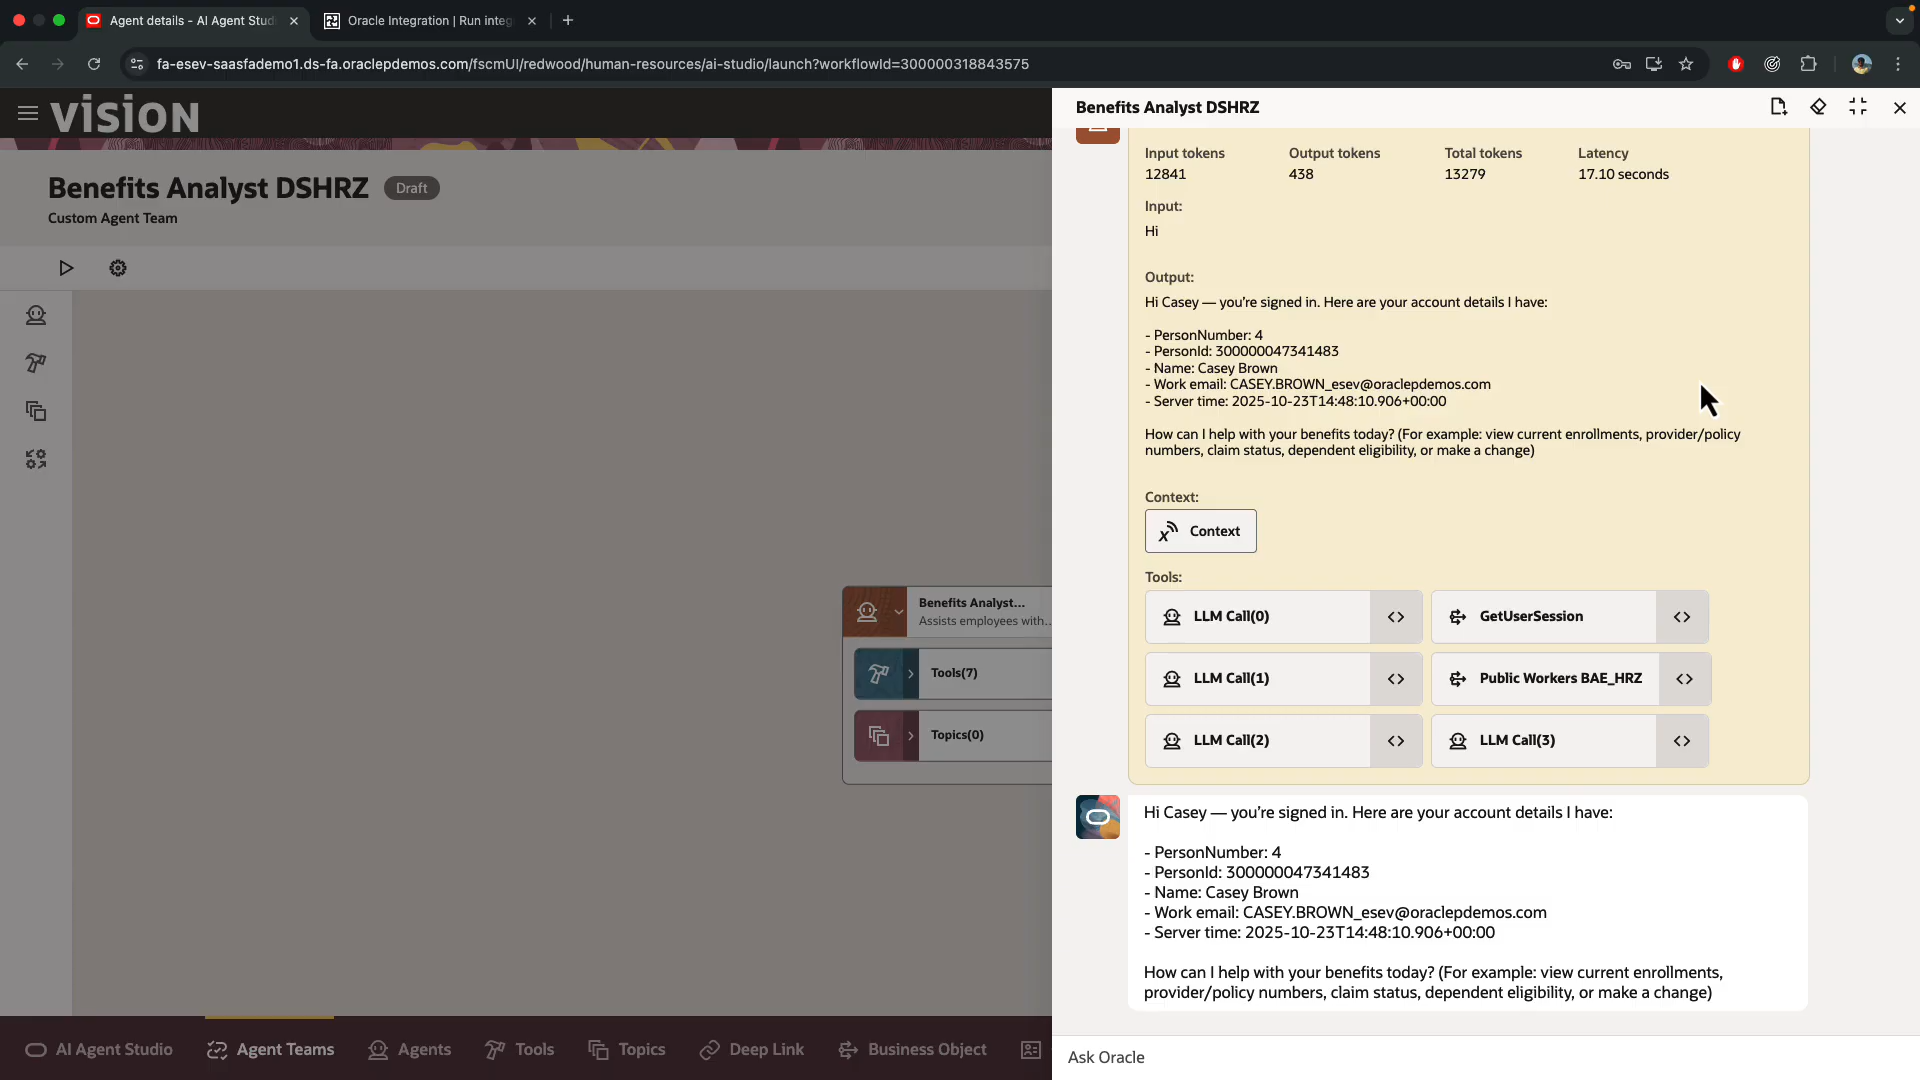 Agent details - AI Agent Stud
Oracle Integration | Run integ
fa-esev-saasfademo1.ds-fa.oraclepdemos.com/fscmUI/redwood/human-resources/ai-studio/launch?workflowId=300000318843575
VISION
Benefits Analyst DSHRZ
Draft
Custom Agent Team
Benefits Analyst...
Assists employees with...
Tools(7)
Topics(0)
AI Agent Studio
Agent Teams
Agents
Tools
Topics
Deep Link
Business Object
Benefits Analyst DSHRZ
Input tokens Output tokens Total tokens Latency
12841 438 13279 17.10 seconds
Input:
Hi
Output:
Hi Casey — you're signed in. Here are your account details I have:
- PersonNumber: 4
- PersonId: 300000047341483
- Name: Casey Brown
- Work email: CASEY.BROWN_esev@oraclepdemos.com
- Server time: 2025-10-23T14:48:10.906+00:00
How can I help with your benefits today? (For example: view current enrollments, provider/policy
numbers, claim status, dependent eligibility, or make a change)
Context:
Context
Tools:
LLM Call(0) <> GetUserSession <>
LLM Call(1) <> Public Workers BAE_HRZ <>
LLM Call(2) <> LLM Call(3) <>
Hi Casey — you're signed in. Here are your account details I have:
- PersonNumber: 4
- PersonId: 300000047341483
- Name: Casey Brown
- Work email: CASEY.BROWN_esev@oraclepdemos.com
- Server time: 2025-10-23T14:48:10.906+00:00
How can I help with your benefits today? (For example: view current enrollments,
provider/policy numbers, claim status, dependent eligibility, or make a change)
Ask Oracle